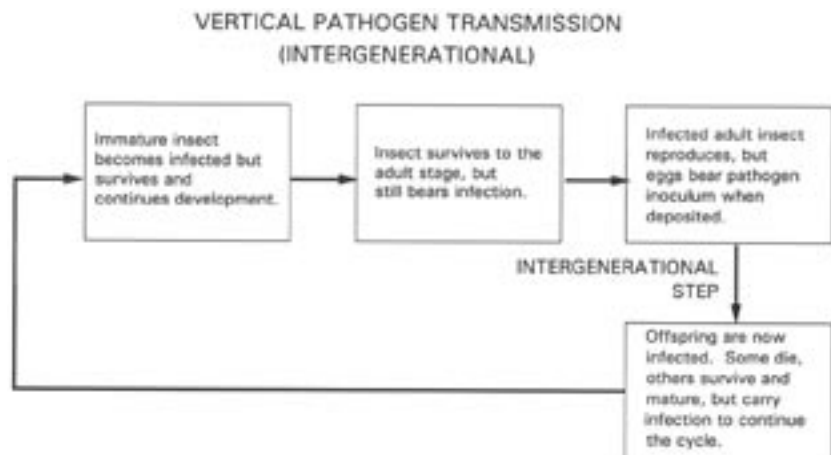 VERTICAL PATHOGEN TRANSMISSION
(INTERGENERATIONAL)
Immature insect
becomes infected but
survives and
continues development.
Insect survives to the
adult stage, but
still bears infection.
Infected adult insect
reproduces, but
eggs bear pathogen
inoculum when
deposited.
INTERGENERATIONAL
STEP
Offspring are now
infected. Some die,
others survive and
mature, but carry
infection to continue
the cycle.